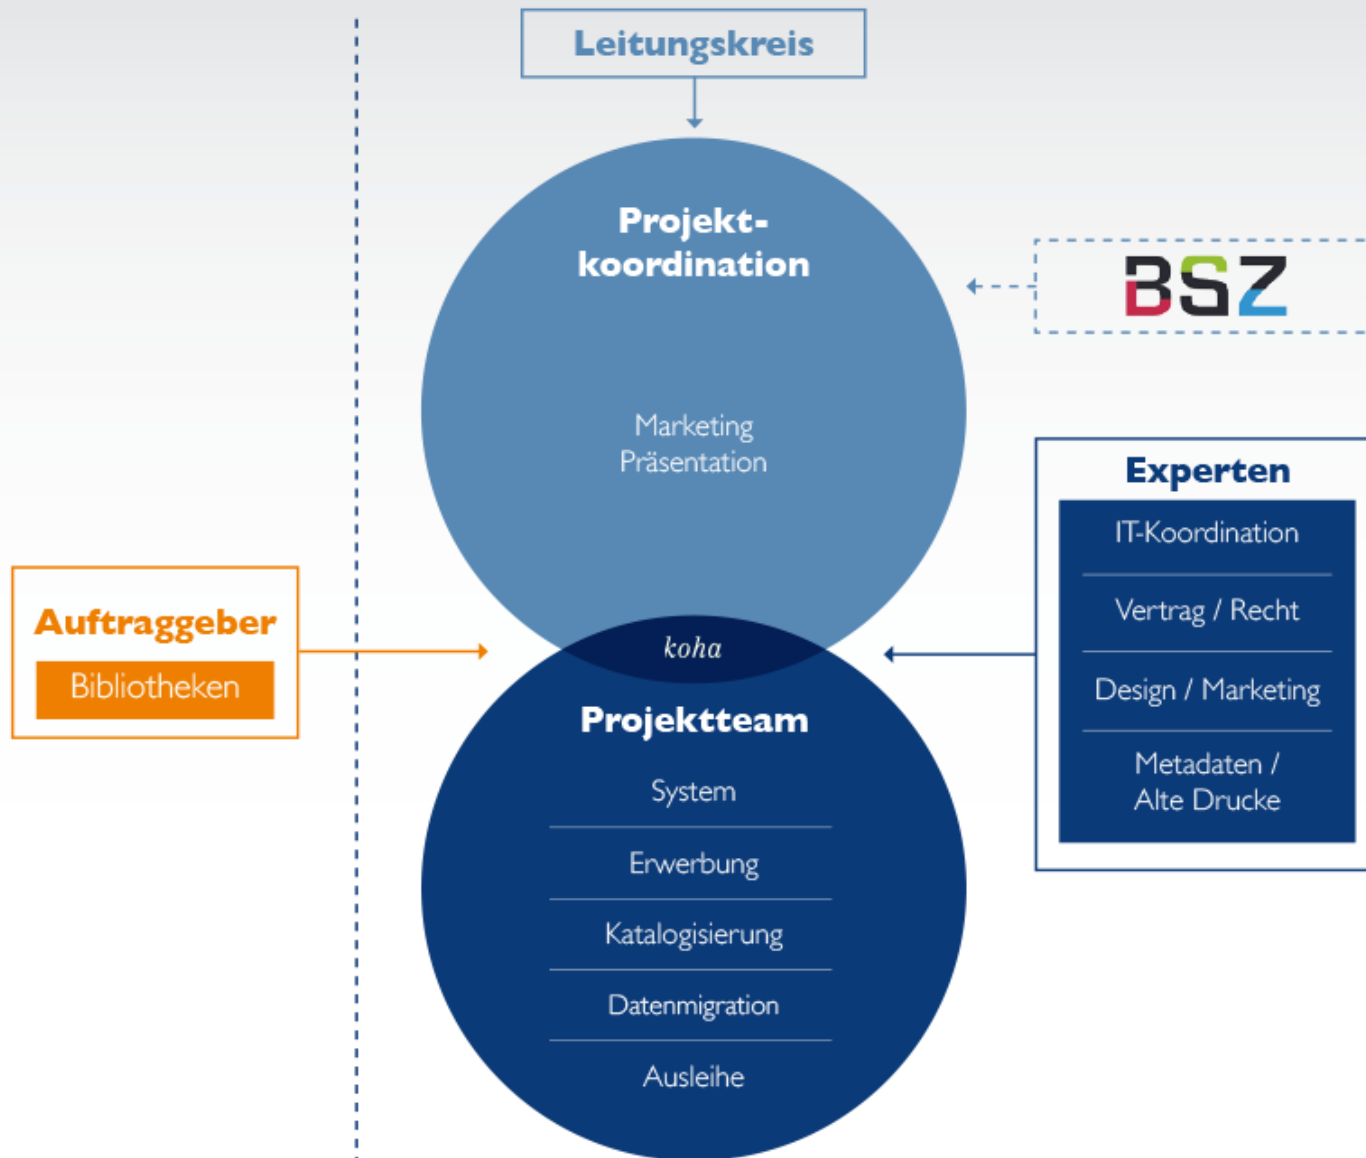 Leitungskreis
Projekt-
koordination
Marketing
Präsentation
BSZ
Experten
IT-Koordination
Vertrag / Recht
Design / Marketing
Metadaten /
Alte Drucke
Auftraggeber
Bibliotheken
koha
Projektteam
System
Erwerbung
Katalogisierung
Datenmigration
Ausleihe